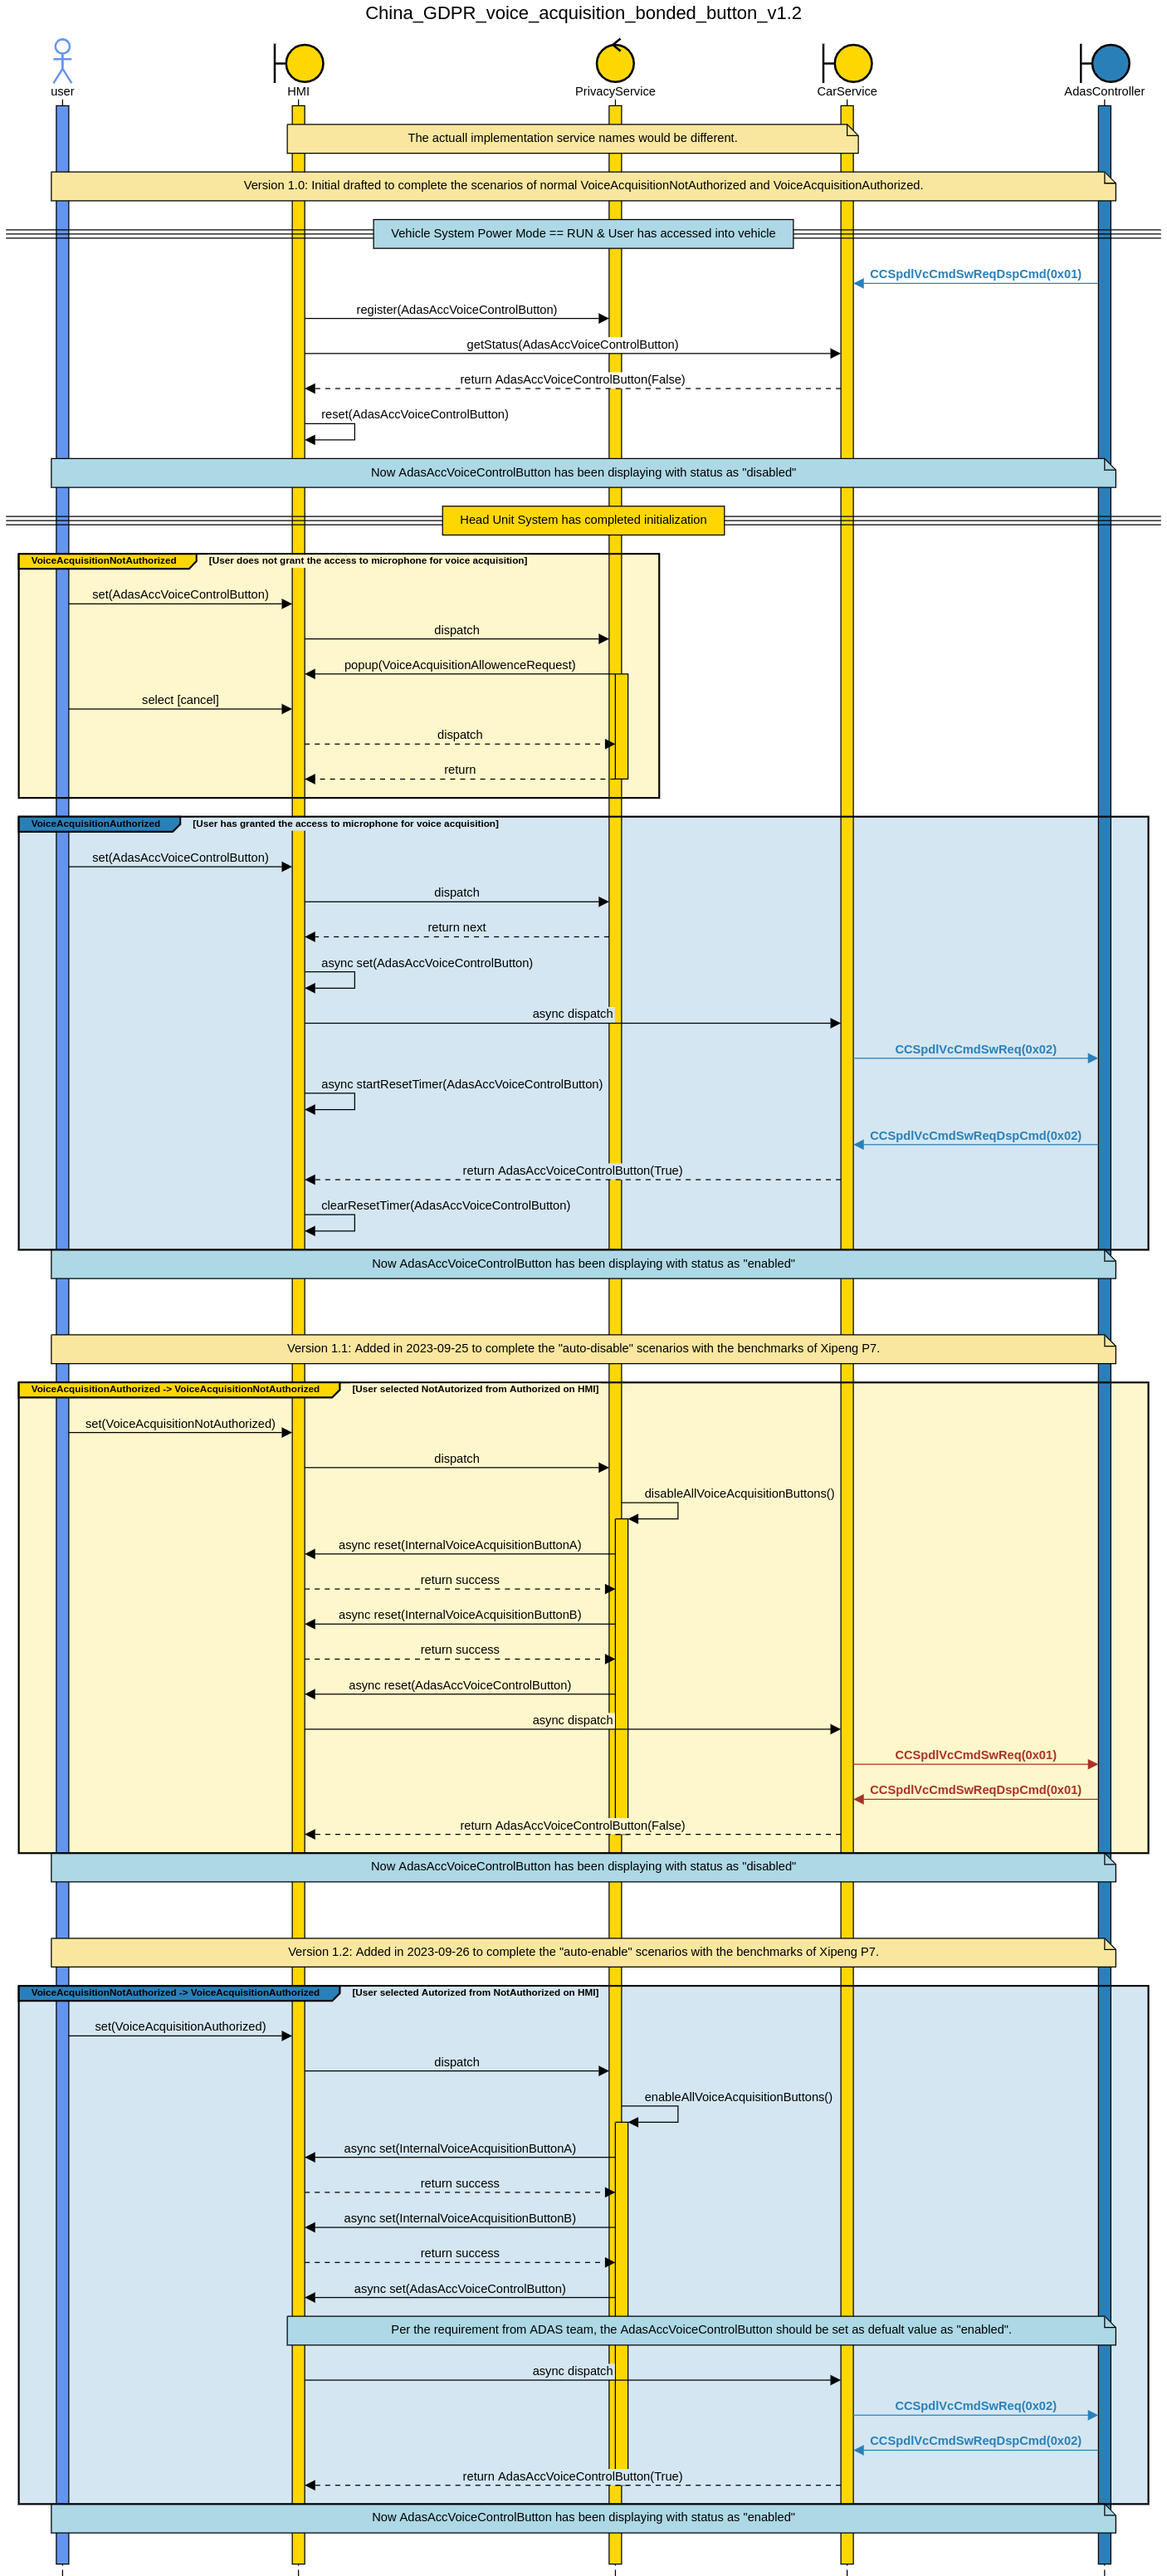 China_GDPR_voice_acquisition_bonded_button_v1.2
user
HMI
PrivacyService
CarService
AdasController
The actuall implementation service names would be different.
Version 1.0: Initial drafted to complete the scenarios of normal VoiceAcquisitionNotAuthorized and VoiceAcquisitionAuthorized.
Vehicle System Power Mode == RUN & User has accessed into vehicle
CCSpdlVcCmdSwReqDspCmd(0x01)
register(AdasAccVoiceControlButton)
getStatus(AdasAccVoiceControlButton)
return AdasAccVoiceControlButton(False)
reset(AdasAccVoiceControlButton)
Now AdasAccVoiceControlButton has been displaying with status as "disabled"
Head Unit System has completed initialization
VoiceAcquisitionNotAuthorized [User does not grant the access to microphone for voice acquisition]
set(AdasAccVoiceControlButton)
dispatch
popup(VoiceAcquisitionAllowenceRequest)
select [cancel]
dispatch
return
VoiceAcquisitionAuthorized [User has granted the access to microphone for voice acquisition]
set(AdasAccVoiceControlButton)
dispatch
return next
async set(AdasAccVoiceControlButton)
async dispatch
CCSpdlVcCmdSwReq(0x02)
async startResetTimer(AdasAccVoiceControlButton)
CCSpdlVcCmdSwReqDspCmd(0x02)
return AdasAccVoiceControlButton(True)
clearResetTimer(AdasAccVoiceControlButton)
Now AdasAccVoiceControlButton has been displaying with status as "enabled"
Version 1.1: Added in 2023-09-25 to complete the "auto-disable" scenarios with the benchmarks of Xipeng P7.
VoiceAcquisitionAuthorized -> VoiceAcquisitionNotAuthorized [User selected NotAutorized from Authorized on HMI]
set(VoiceAcquisitionNotAuthorized)
dispatch
disableAllVoiceAcquisitionButtons()
async reset(InternalVoiceAcquisitionButtonA)
return success
async reset(InternalVoiceAcquisitionButtonB)
return success
async reset(AdasAccVoiceControlButton)
async dispatch
CCSpdlVcCmdSwReq(0x01)
CCSpdlVcCmdSwReqDspCmd(0x01)
return AdasAccVoiceControlButton(False)
Now AdasAccVoiceControlButton has been displaying with status as "disabled"
Version 1.2: Added in 2023-09-26 to complete the "auto-enable" scenarios with the benchmarks of Xipeng P7.
VoiceAcquisitionNotAuthorized -> VoiceAcquisitionAuthorized [User selected Autorized from NotAuthorized on HMI]
set(VoiceAcquisitionAuthorized)
dispatch
enableAllVoiceAcquisitionButtons()
async set(InternalVoiceAcquisitionButtonA)
return success
async set(InternalVoiceAcquisitionButtonB)
return success
async set(AdasAccVoiceControlButton)
Per the requirement from ADAS team, the AdasAccVoiceControlButton should be set as defualt value as "enabled".
async dispatch
CCSpdlVcCmdSwReq(0x02)
CCSpdlVcCmdSwReqDspCmd(0x02)
return AdasAccVoiceControlButton(True)
Now AdasAccVoiceControlButton has been displaying with status as "enabled"